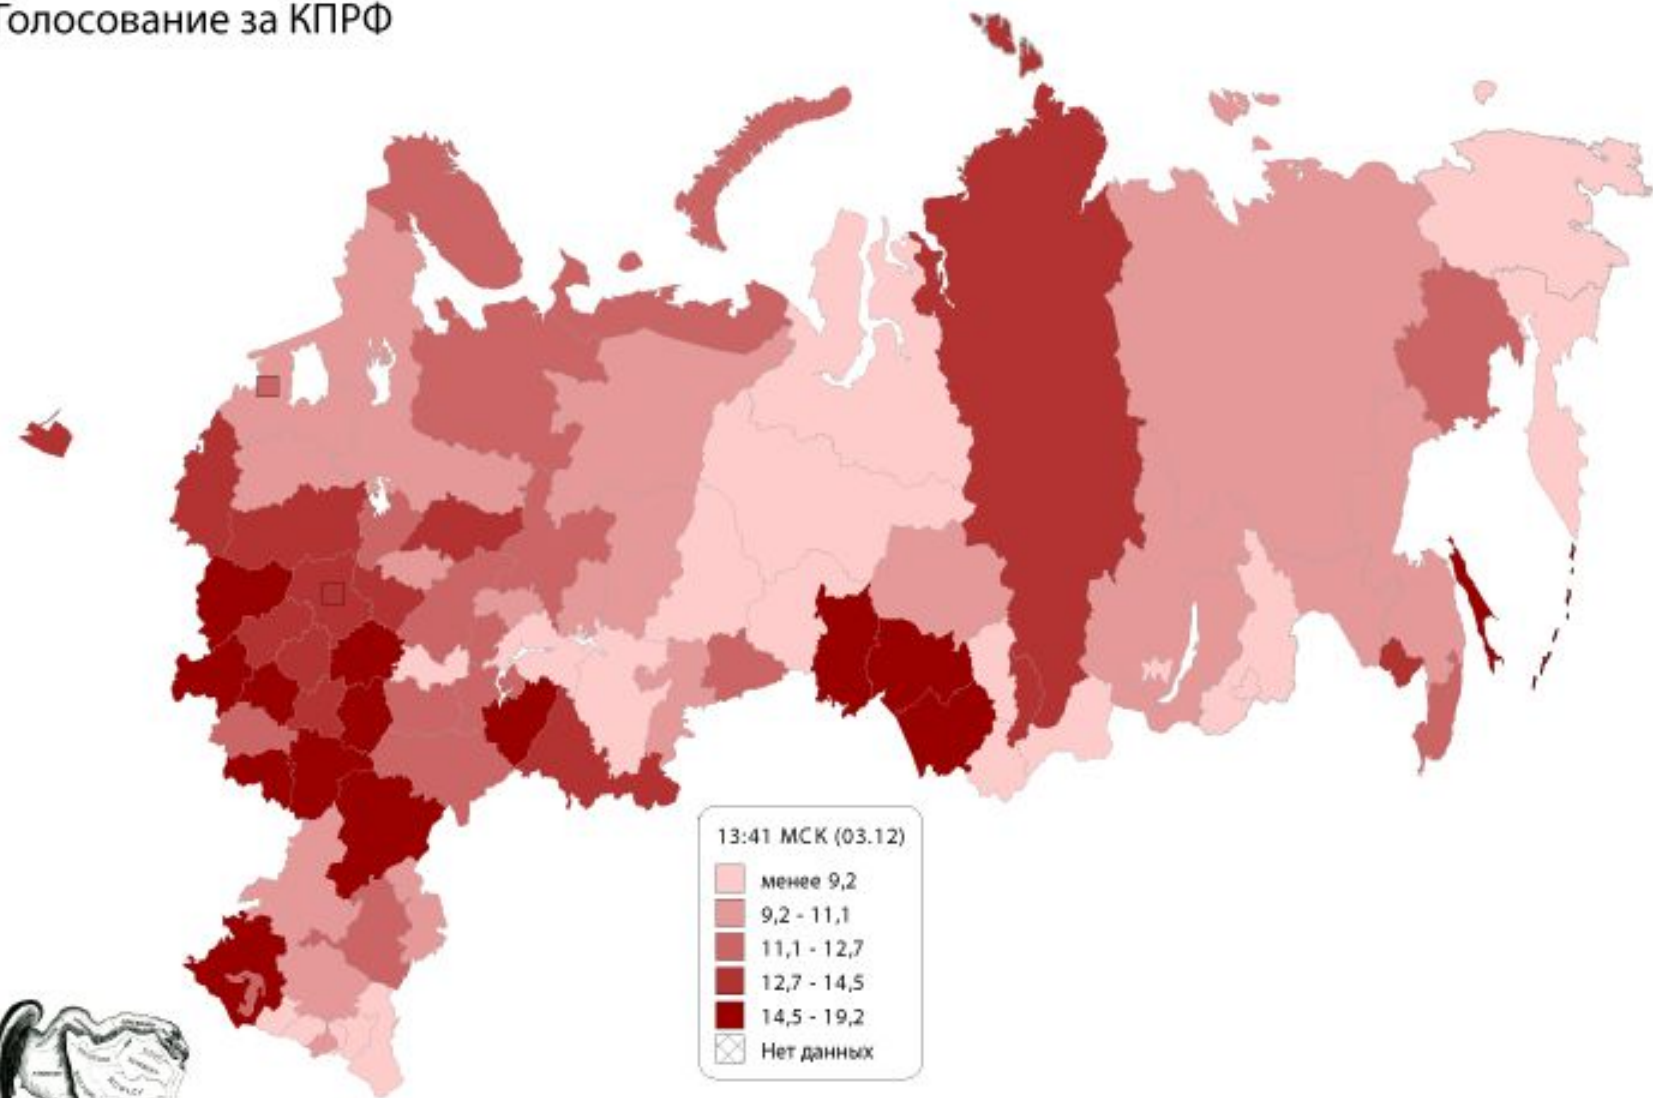 Голосование за КПРФ
13:41 МСК (03.12)
менее 9,2
9,2 - 11,1
11,1 - 12,7
12,7 - 14,5
14,5 - 19,2
Нет данных